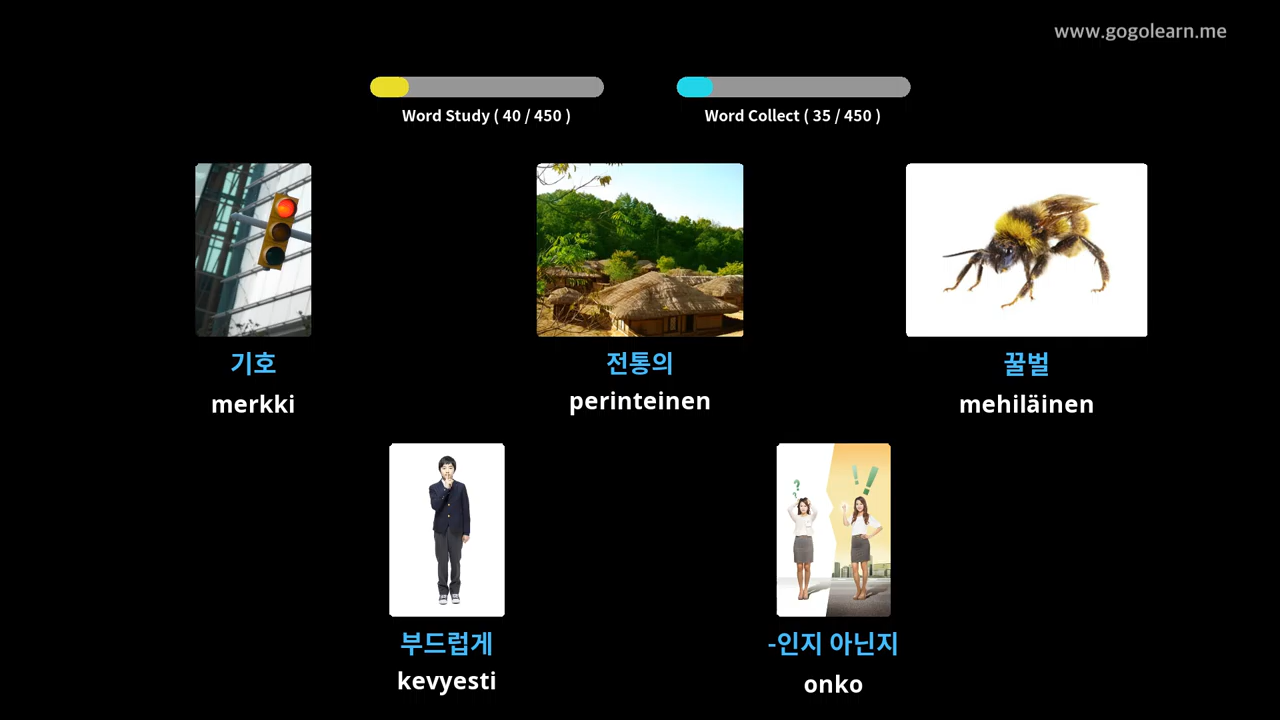 www.gogolearn.me
Word Study ( 40 / 450 )
Word Collect ( 35 / 450 )
기호
merkki
전통의
perinteinen
꿀벌
mehiläinen
부드럽게
kevyesti
-인지 아닌지
onko